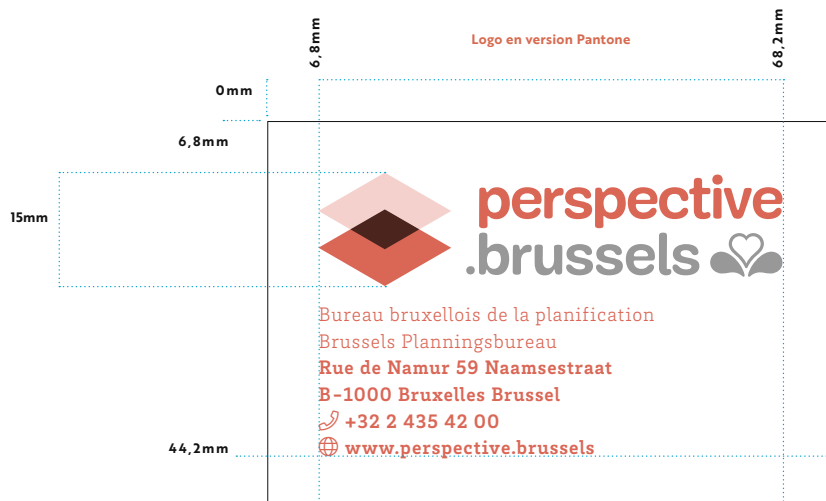 Logo en version Pantone
6,8mm
68,2mm
0mm
6,8mm
15mm
perspective
.brussels
Bureau bruxellois de la planification
Brussels Planningsbureau
Rue de Namur 59 Naamsestraat
B-1000 Bruxelles Brussel
+32 2 435 42 00
www.perspective.brussels
44,2mm